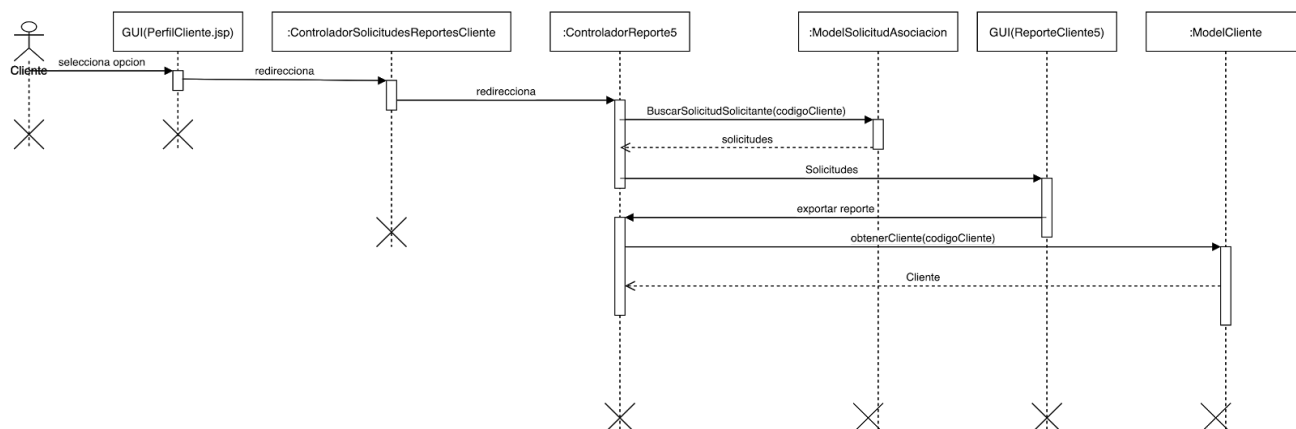 GUI(PerfilCliente.jsp)
:ControladorSolicitudesReportesCliente
:ControladorReporte5
:ModelSolicitudAsociacion
GUI(ReporteCliente5)
:ModelCliente
Cliente
selecciona opcion
redirecciona
redirecciona
BuscarSolicitudSolicitante(codigoCliente)
solicitudes
Solicitudes
exportar reporte
obtenerCliente(codigoCliente)
Cliente